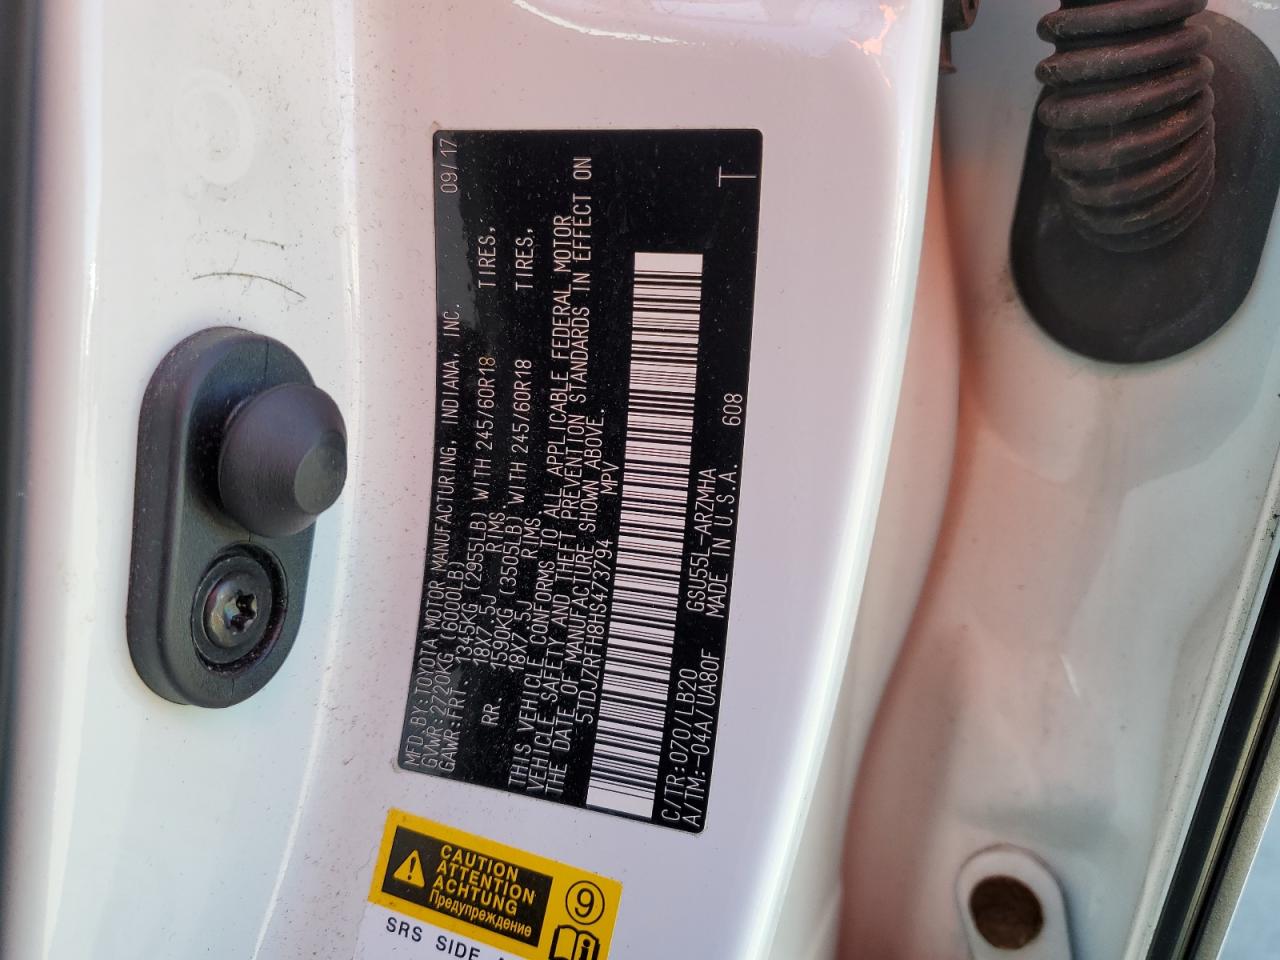 MFD.BY:TOYOTA MOTOR MANUFACTURING, INDIANA, INC. 09/17
GVWR:2720KG (6000LB)
GAWR:FRT. 1345KG (2955LB) WITH 245/60R18 TIRES,
18X7.5J RIMS
RR 1590KG (3505LB) WITH 245/60R18 TIRES,
18X7.5J RIMS
THIS VEHICLE CONFORMS TO ALL APPLICABLE FEDERAL MOTOR
VEHICLE SAFETY AND THEFT PREVENTION STANDARDS IN EFFECT ON
THE DATE OF MANUFACTURE SHOWN ABOVE.
5TDJZRFH8HS473794 MPV
C/TR:070/LB20 GSU55L-ARZMHA
A/TM:-04A/UA80F MADE IN U.S.A. 608 T
CAUTION
ATTENTION
ACHTUNG
Предупреждение
9
SRS SIDE